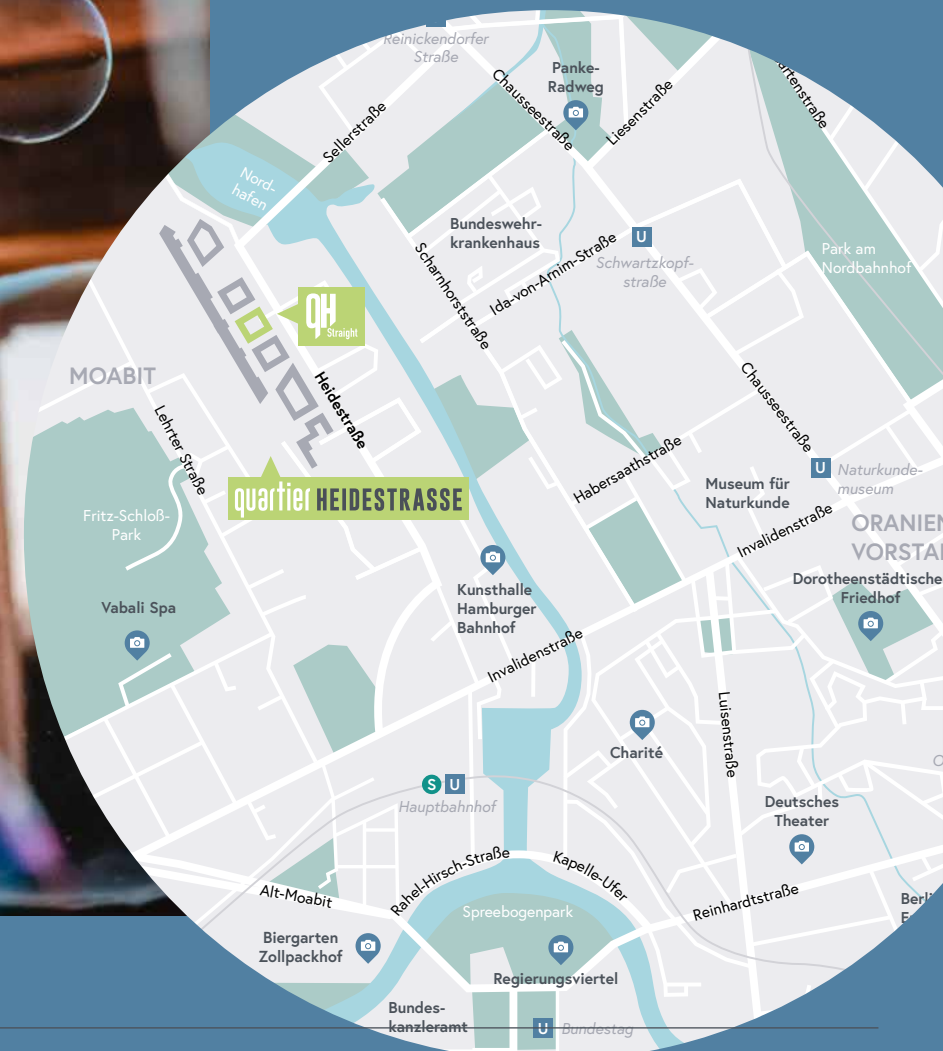 Reinickendorfer
Straße
Panke-
Radweg
Chausseestraße
Liesenstraße
Sellerstraße
Nord-
hafen
Bundeswehr-
krankenhaus
U
Schwartzkopf-
straße
Ida-von-Arnim-Straße
Scharnhorststraße
Park am
Nordbahnhof
QH
Straight
MOABIT
Heidestraße
Lehrter Straße
Chausseestraße
quartier HEIDESTRASSE
Habersaathstraße
U
Naturkunde-
museum
Museum für
Naturkunde
Invalidenstraße
Fritz-Schloß-
Park
Vabali Spa
Kunsthalle
Hamburger
Bahnhof
Friedhof
Invalidenstraße
Luisenstraße
Charité
S U
Hauptbahnhof
Deutsches
Theater
Rahel-Hirsch-Straße
Kapelle-Ufer
Alt-Moabit
Reinhardtstraße
Spreebogenpark
Biergarten
Zollpackhof
Regierungsviertel
Bundes-
kanzleramt
U Bundestag